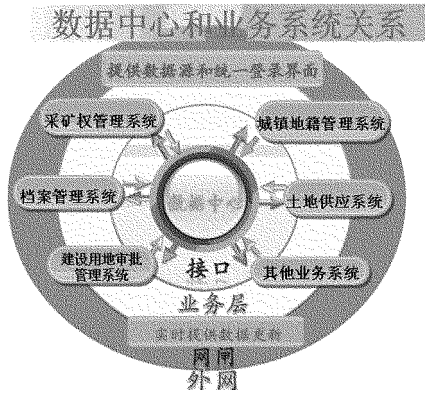 数据中心和业务系统关系
提供数据源和统一登录界面
采矿权管理系统
城镇地籍管理系统
档案管理系统
数据中心
土地供应系统
建设用地审批
管理系统
接口
其他业务系统
业务层
实时提供数据更新
网闸
外网